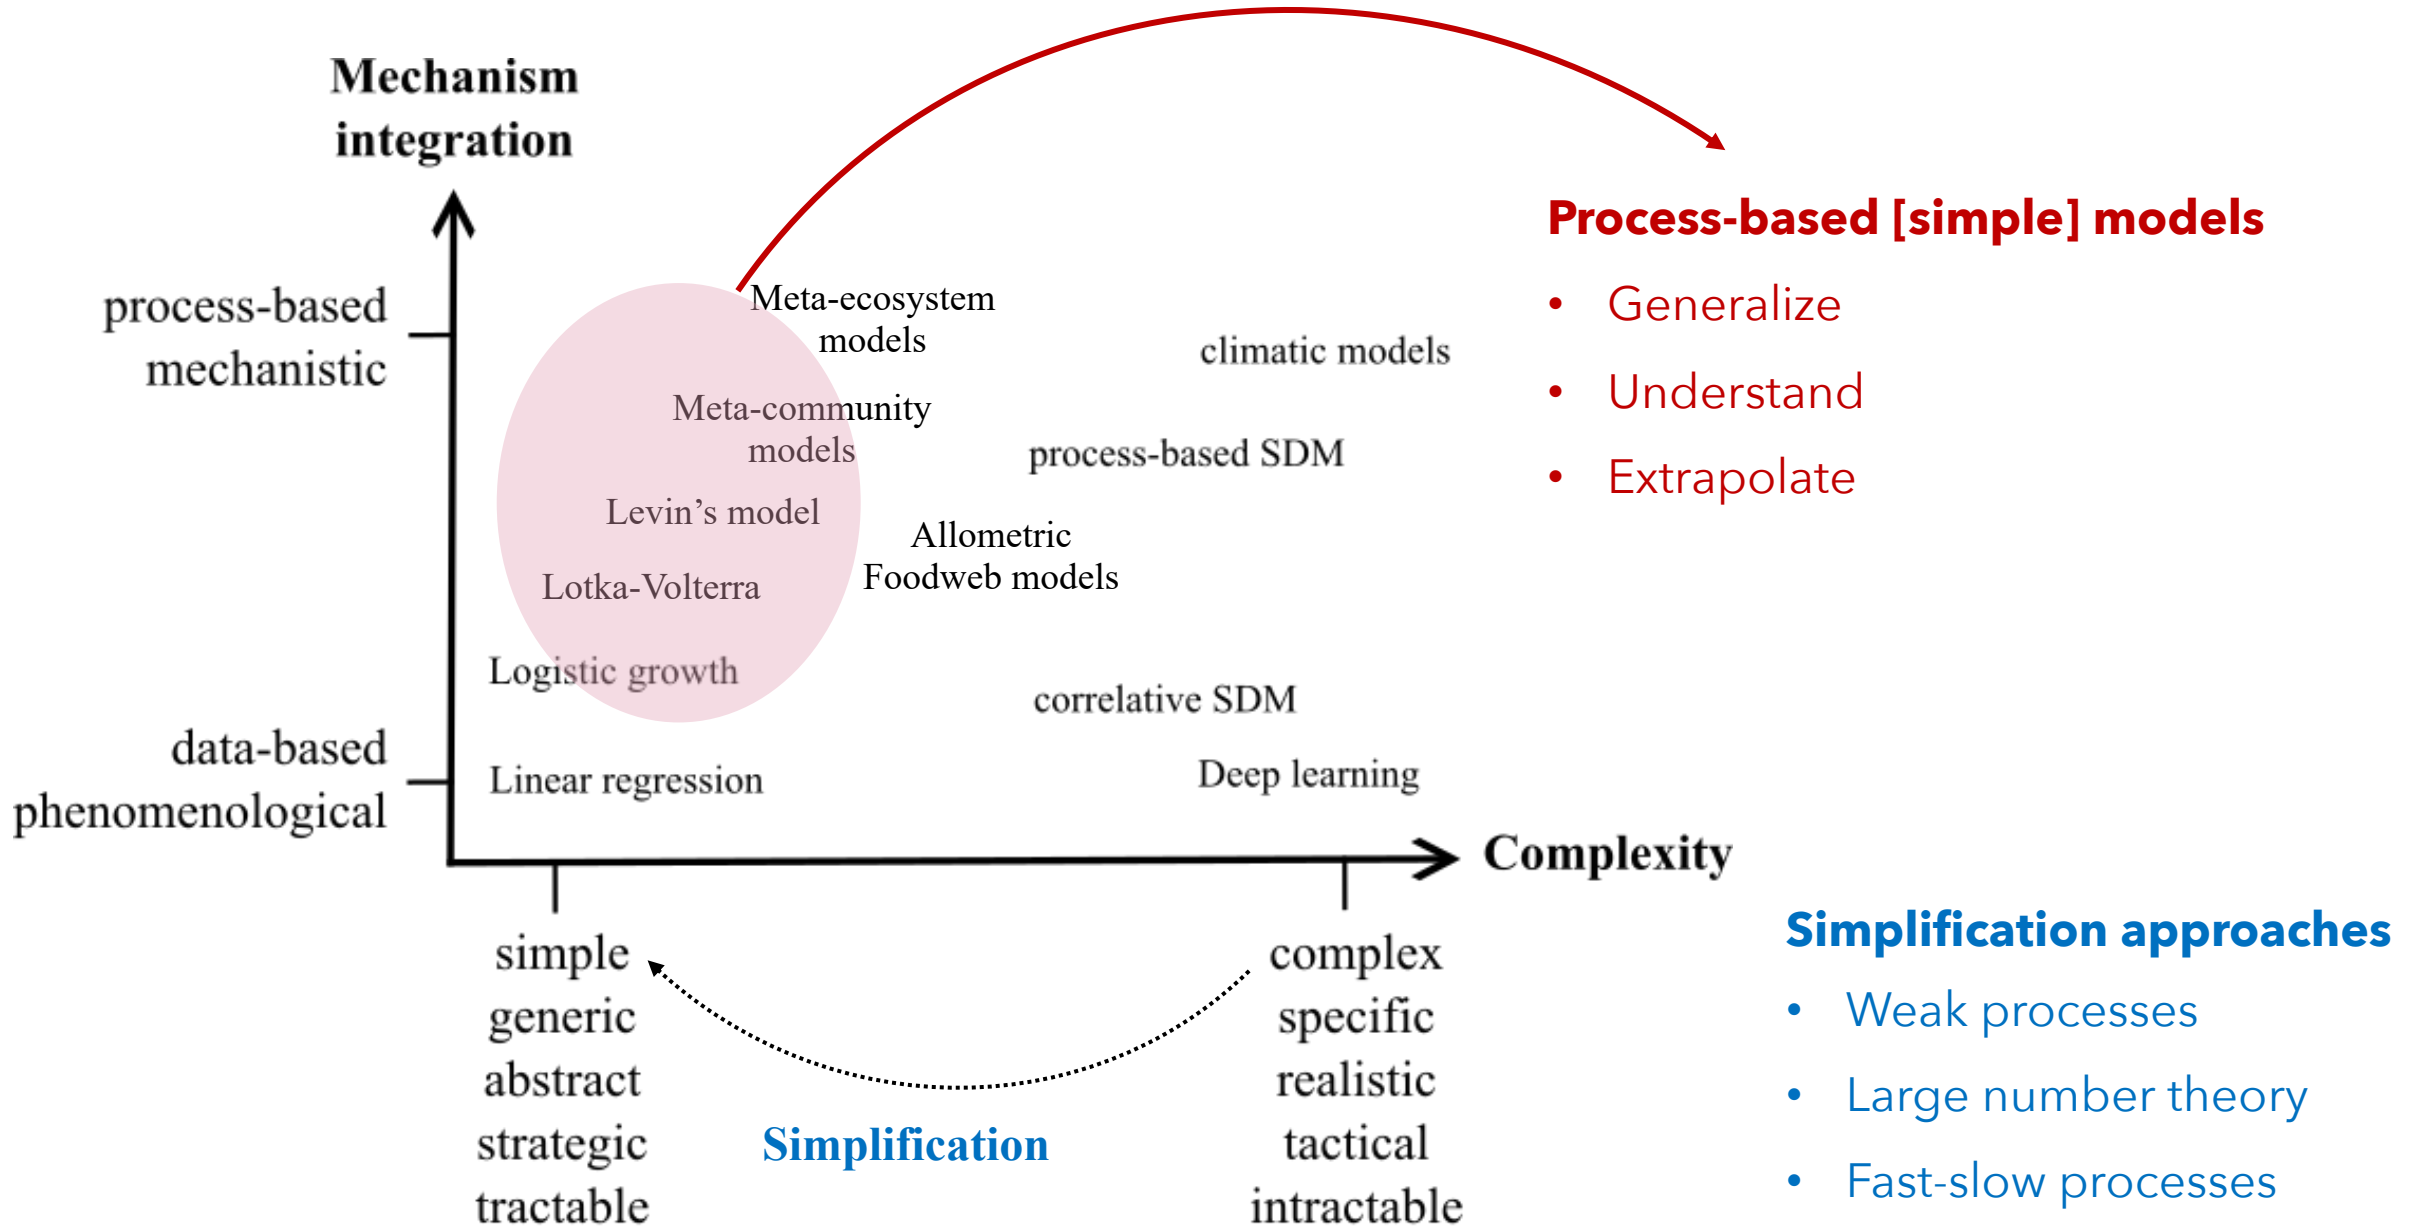 Mechanism
integration
process-based
mechanistic
data-based
phenomenological
Meta-ecosystem
models
climatic models
Meta-community
models
process-based SDM
Levin’s model
Allometric
Foodweb models
Lotka-Volterra
Logistic growth
correlative SDM
Linear regression
Deep learning
Complexity
simple
generic
abstract
strategic
tractable
Simplification
complex
specific
realistic
tactical
intractable
Process-based [simple] models
• Generalize
• Understand
• Extrapolate
Simplification approaches
• Weak processes
• Large number theory
• Fast-slow processes